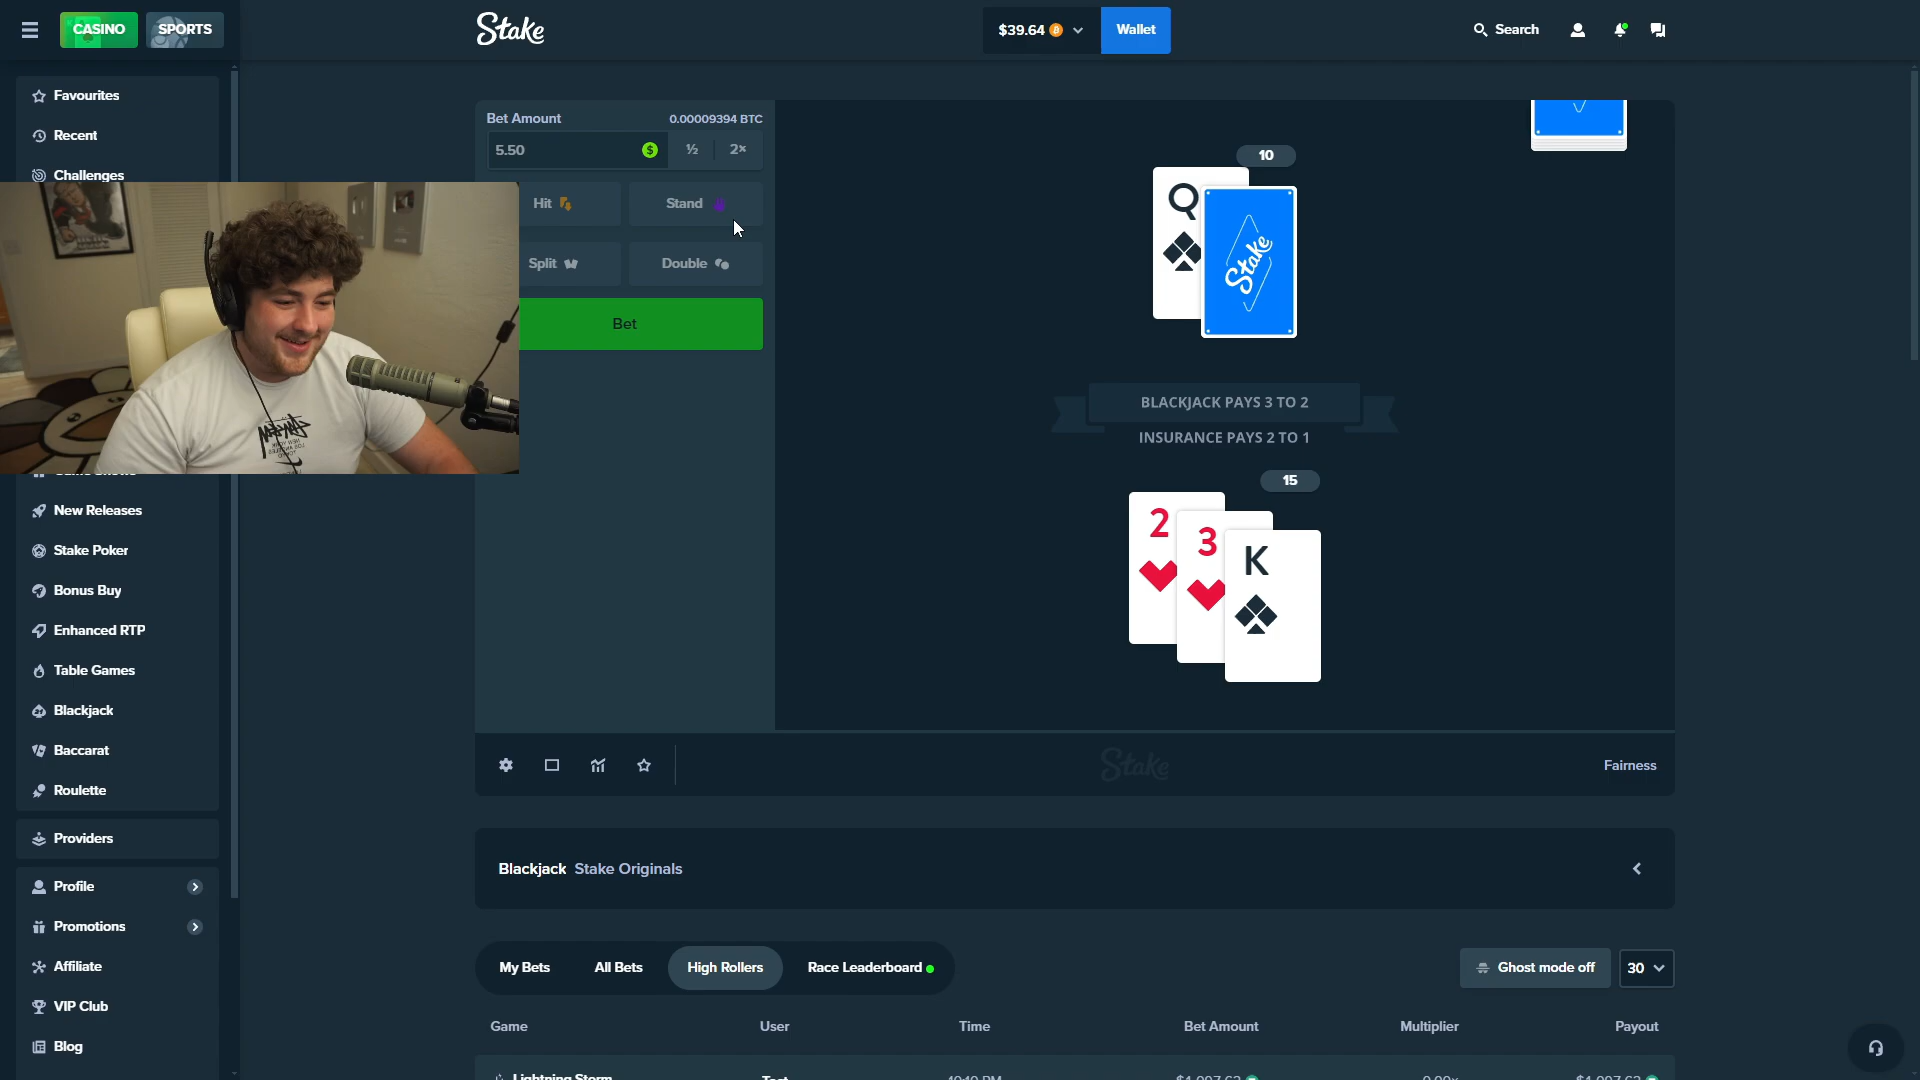 CASINO
SPORTS
Stake
$39.64
Wallet
Search
Favourites
Recent
Challenges
New Releases
Stake Poker
Bonus Buy
Enhanced RTP
Table Games
Blackjack
Baccarat
Roulette
Providers
Profile
Promotions
Affiliate
VIP Club
Blog
Bet Amount
0.00009394 BTC
5.50
½
2×
Hit
Stand
Split
Double
Bet
10
Q
Stake
BLACKJACK PAYS 3 TO 2
INSURANCE PAYS 2 TO 1
15
2
3
K
Stake
Fairness
Blackjack Stake Originals
My Bets
All Bets
High Rollers
Race Leaderboard
Ghost mode off
30
Game
User
Time
Bet Amount
Multiplier
Payout
Lightning Storm